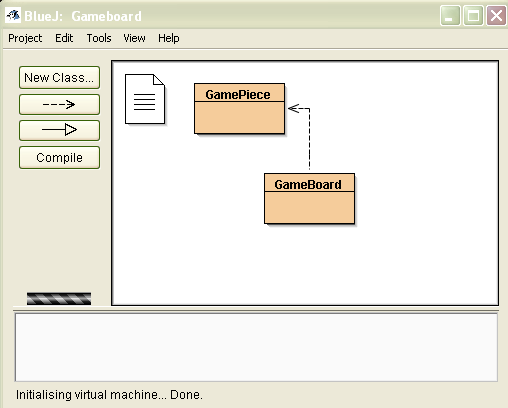 BlueJ: Gameboard
Project Edit Tools View Help
New Class...
Compile
GamePiece
GameBoard
Initialising virtual machine... Done.